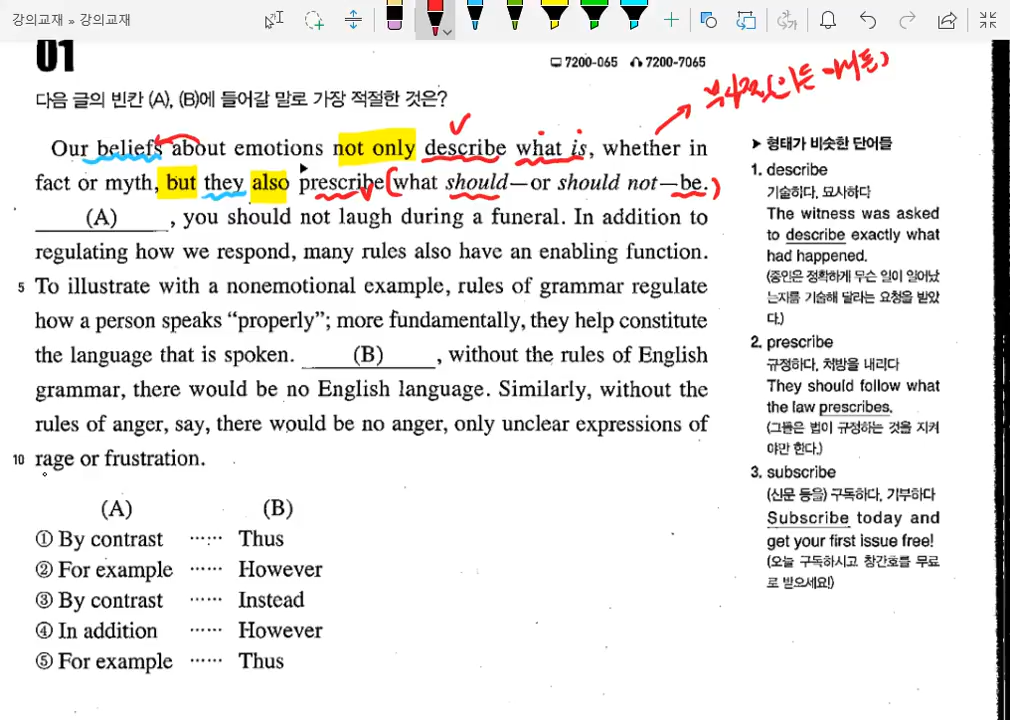 강의교재 » 강의교재
01
7200-065 7200-7065
다음 글의 빈칸 (A), (B)에 들어갈 말로 가장 적절한 것은?
Our beliefs about emotions not only describe what is, whether in
fact or myth, but they also prescribe what should—or should not—be.
(A) , you should not laugh during a funeral. In addition to
regulating how we respond, many rules also have an enabling function.
5 To illustrate with a nonemotional example, rules of grammar regulate
how a person speaks “properly”; more fundamentally, they help constitute
the language that is spoken. (B) , without the rules of English
grammar, there would be no English language. Similarly, without the
rules of anger, say, there would be no anger, only unclear expressions of
10 rage or frustration.
(A) (B)
① By contrast ······ Thus
② For example ······ However
③ By contrast ······ Instead
④ In addition ······ However
⑤ For example ······ Thus
형태가 비슷한 단어들
1. describe
기술하다, 묘사하다
The witness was asked
to describe exactly what
had happened.
(증인은 정확하게 무슨 일이 일어났
는지를 기술해 달라는 요청을 받았
다.)
2. prescribe
규정하다, 처방을 내리다
They should follow what
the law prescribes.
(그들은 법이 규정하는 것을 지켜
야만 한다.)
3. subscribe
(신문 등을) 구독하다, 기부하다
Subscribe today and
get your first issue free!
(오늘 구독하시고 창간호를 무료
로 받으세요!)